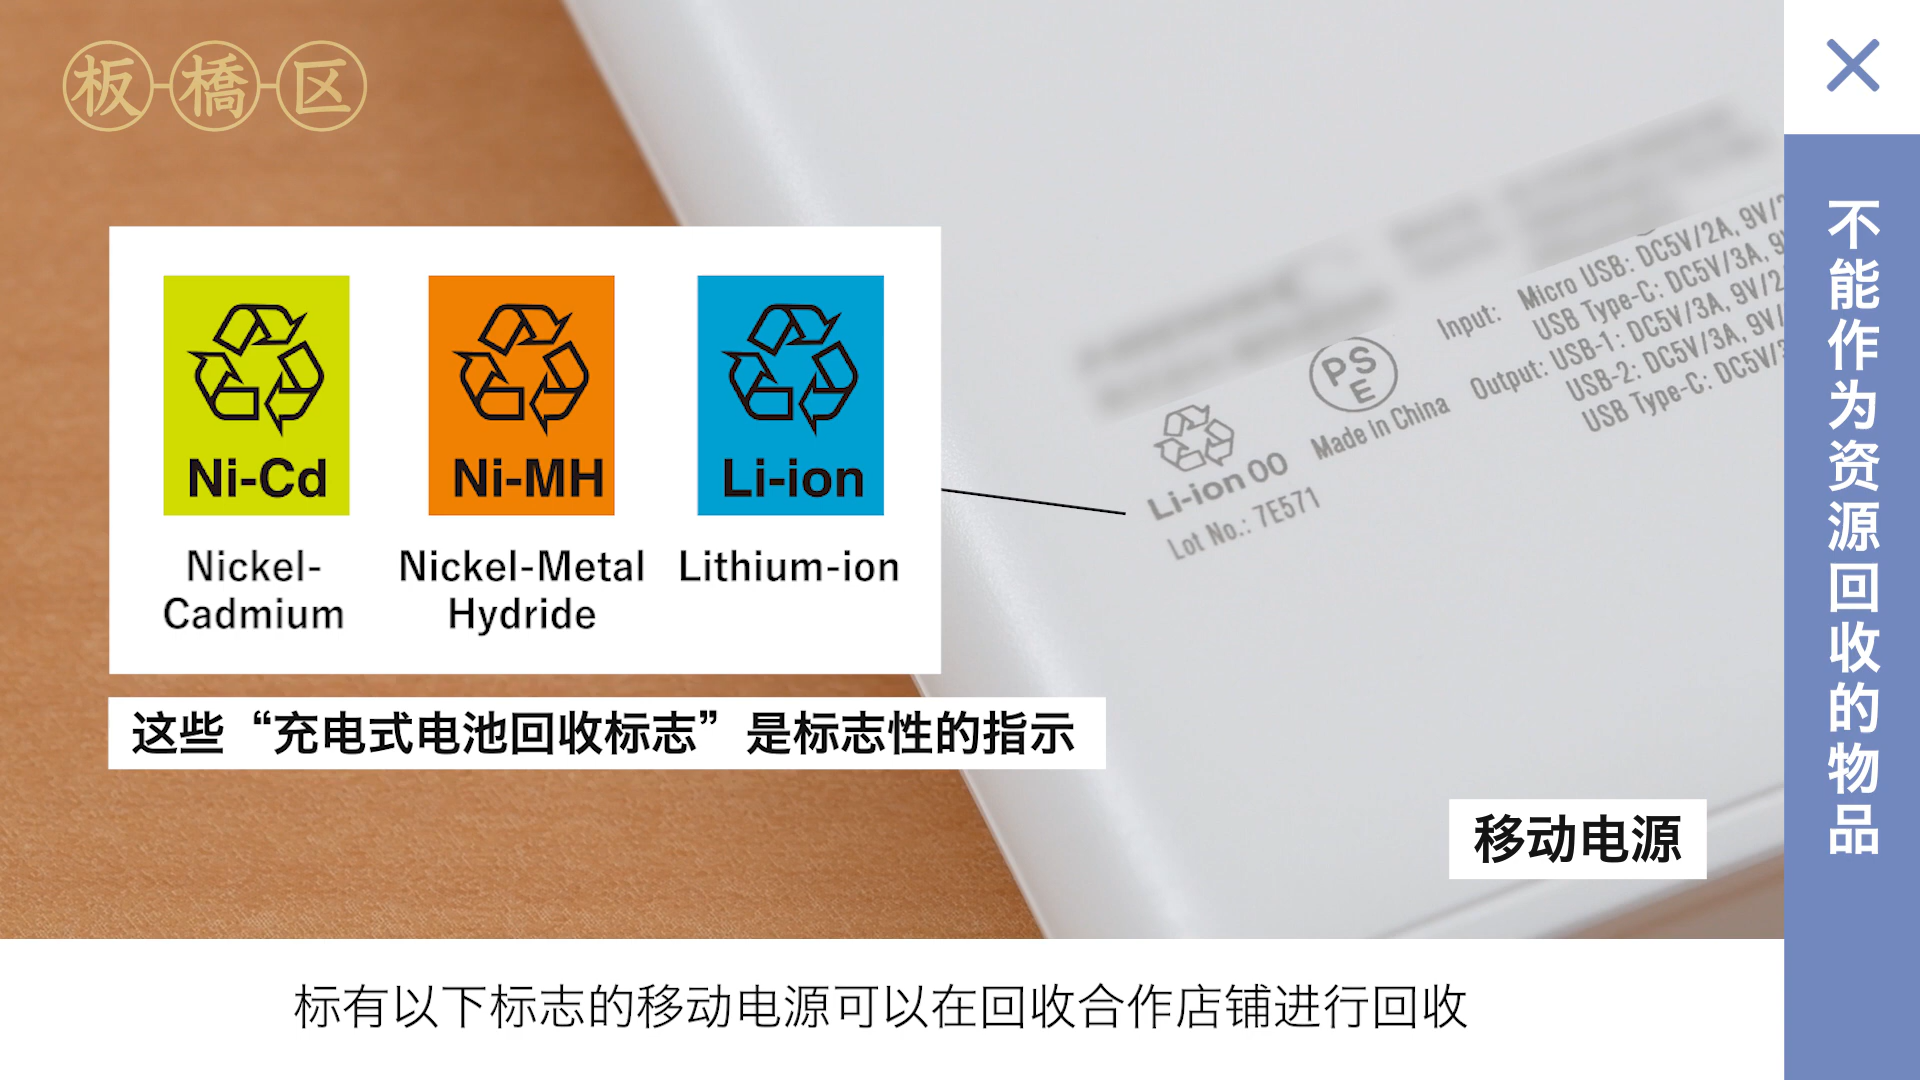 板橋区
Ni-Cd
Ni-MH
Li-ion
Nickel-
Cadmium
Nickel-Metal
Hydride
Lithium-ion
这些“充电式电池回收标志”是标志性的指示
Input: Micro USB: DC5V/2A, 9V/
USB Type-C: DC5V/3A, 9
Output: USB-1: DC5V/3A, 9V/2
USB-2: DC5V/3A, 9V/
USB Type-C: DC5V/
PSE
Made in China
Li-ion 00
Lot No.: 7E571
移动电源
不能作为资源回收的物品
标有以下标志的移动电源可以在回收合作店铺进行回收